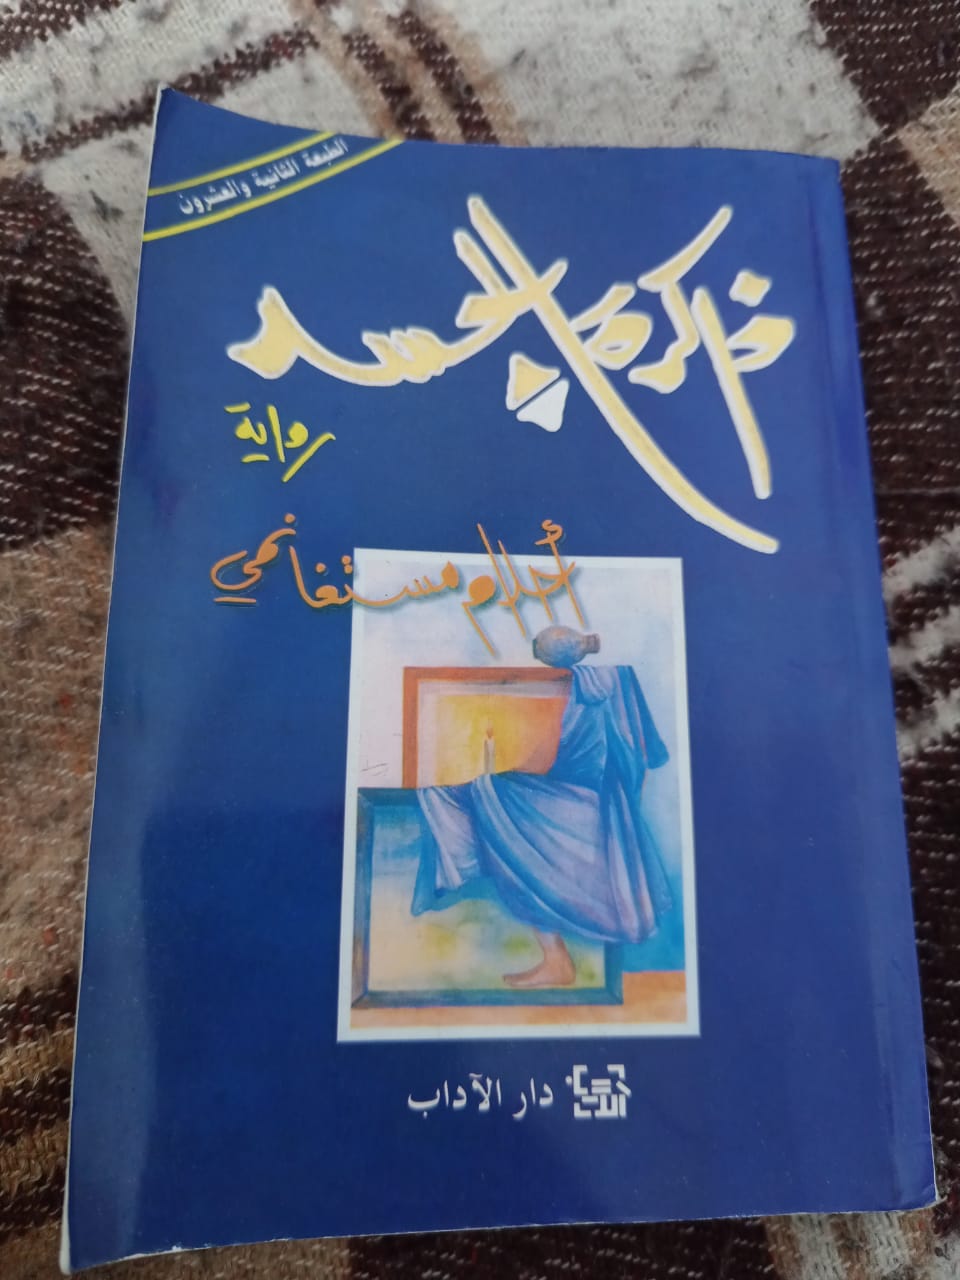 الطبعة الثانية والعشرون
ذاكرة الجسد
رواية
أحلام مستغانمي
دار الآداب